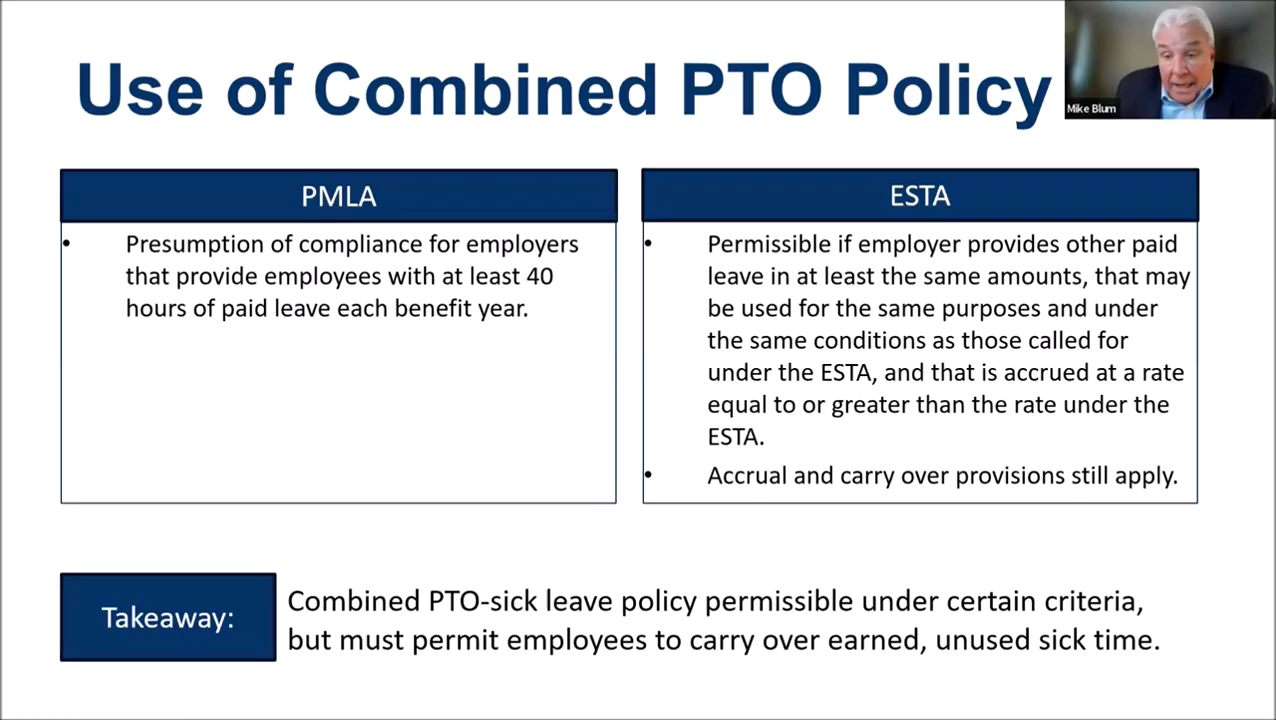 Use of Combined PTO Policy
Mike Blum
PMLA
• Presumption of compliance for employers
that provide employees with at least 40
hours of paid leave each benefit year.
ESTA
• Permissible if employer provides other paid
leave in at least the same amounts, that may
be used for the same purposes and under
the same conditions as those called for
under the ESTA, and that is accrued at a rate
equal to or greater than the rate under the
ESTA.
• Accrual and carry over provisions still apply.
Takeaway:
Combined PTO-sick leave policy permissible under certain criteria,
but must permit employees to carry over earned, unused sick time.